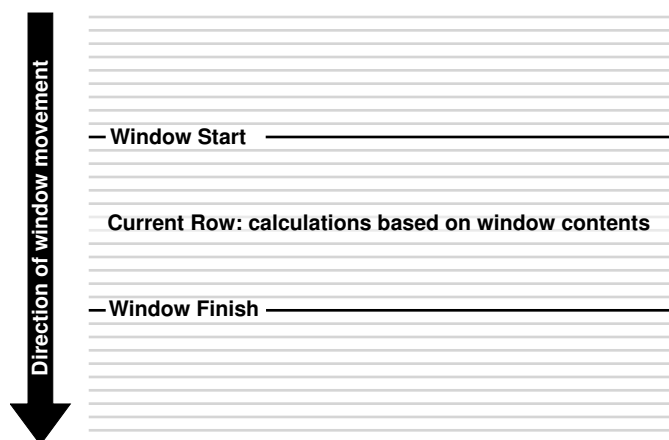 Direction of window movement
Window Start
Current Row: calculations based on window contents
Window Finish